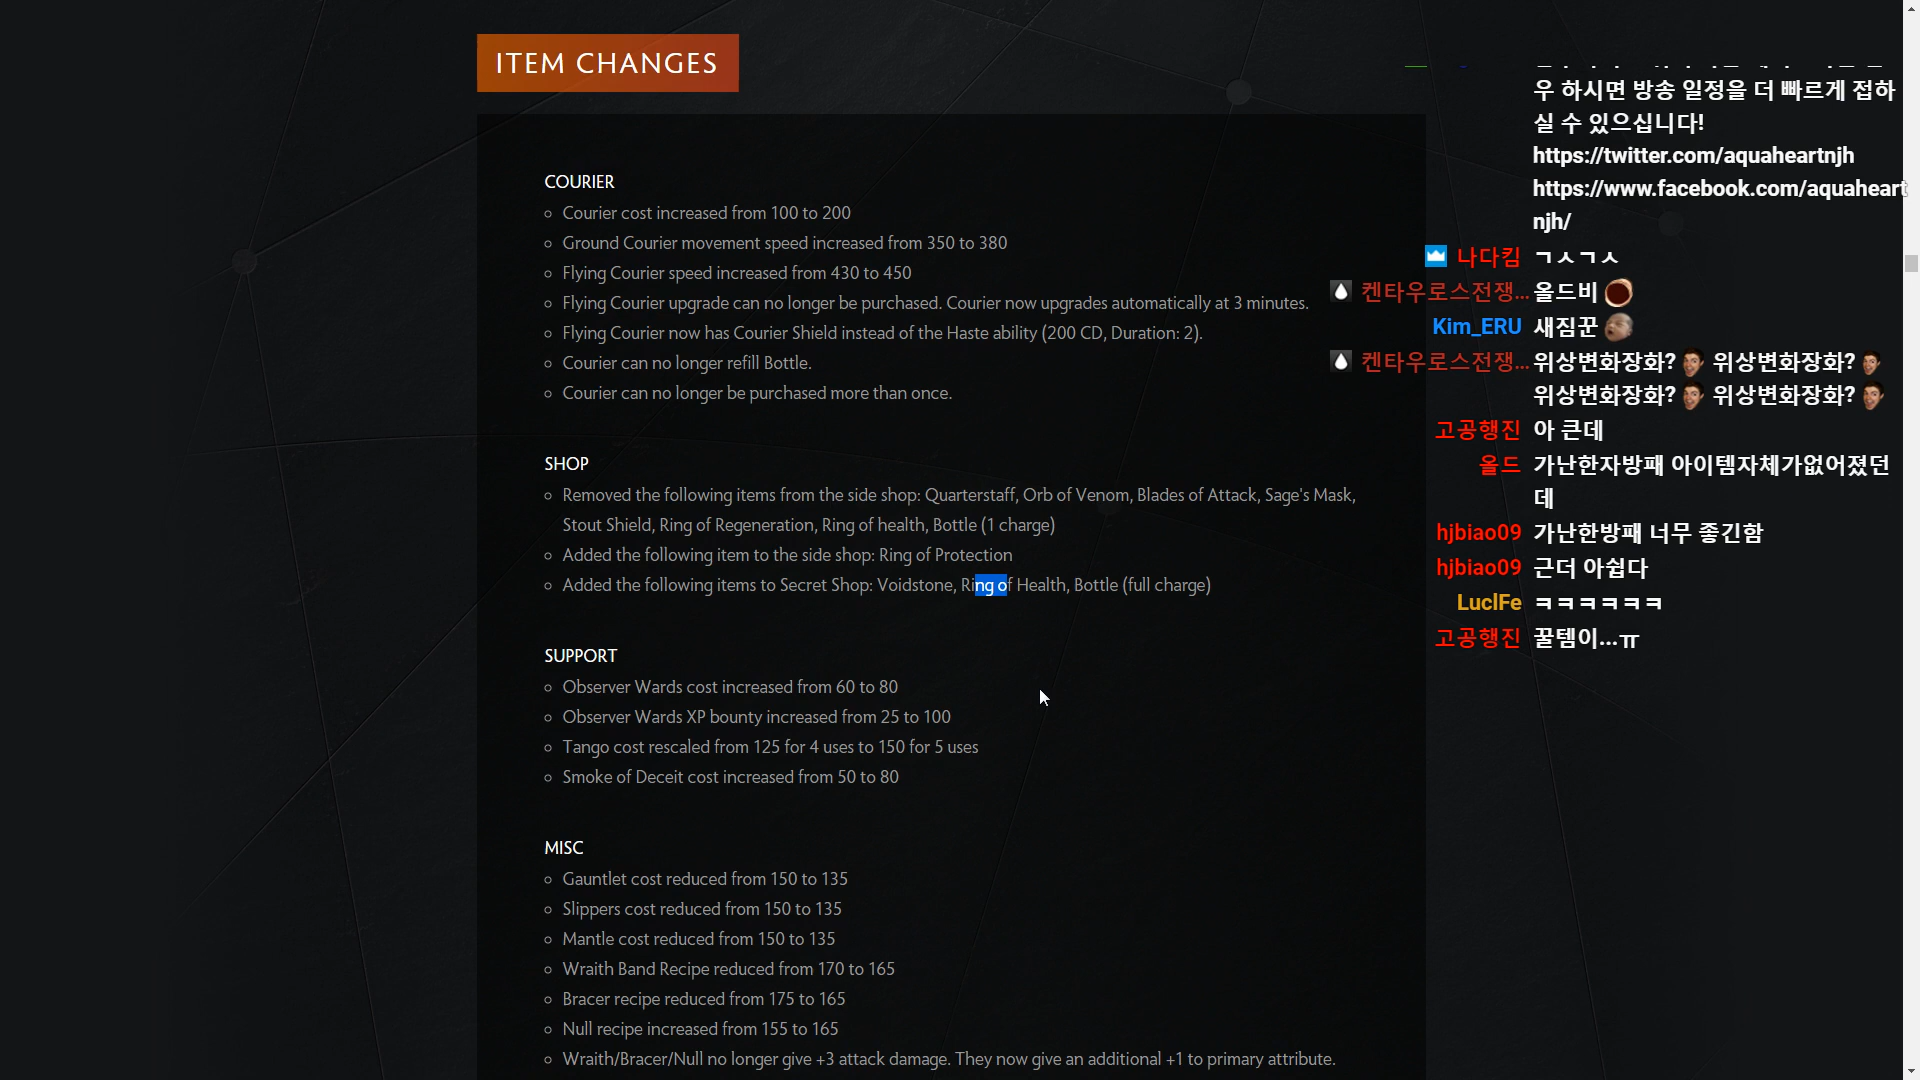 ITEM CHANGES
COURIER
Courier cost increased from 100 to 200
Ground Courier movement speed increased from 350 to 380
Flying Courier speed increased from 430 to 450
Flying Courier upgrade can no longer be purchased. Courier now upgrades automatically at 3 minutes.
Flying Courier now has Courier Shield instead of the Haste ability (200 CD, Duration: 2).
Courier can no longer refill Bottle.
Courier can no longer be purchased more than once.
SHOP
Removed the following items from the side shop: Quarterstaff, Orb of Venom, Blades of Attack, Sage's Mask,
Stout Shield, Ring of Regeneration, Ring of health, Bottle (1 charge)
Added the following item to the side shop: Ring of Protection
Added the following items to Secret Shop: Voidstone, Ring of Health, Bottle (full charge)
SUPPORT
Observer Wards cost increased from 60 to 80
Observer Wards XP bounty increased from 25 to 100
Tango cost rescaled from 125 for 4 uses to 150 for 5 uses
Smoke of Deceit cost increased from 50 to 80
MISC
Gauntlet cost reduced from 150 to 135
Slippers cost reduced from 150 to 135
Mantle cost reduced from 150 to 135
Wraith Band Recipe reduced from 170 to 165
Bracer recipe reduced from 175 to 165
Null recipe increased from 155 to 165
Wraith/Bracer/Null no longer give +3 attack damage. They now give an additional +1 to primary attribute.
우 하시면 방송 일정을 더 빠르게 접하
실 수 있으십니다!
https://twitter.com/aquaheartnjh
https://www.facebook.com/aquaheart
njh/
나다킴 ㄱㅅㄱㅅ
켄타우로스전쟁... 올드비
Kim_ERU 새짐꾼
켄타우로스전쟁... 위상변화장화? 위상변화장화?
위상변화장화? 위상변화장화?
고공행진 아 큰데
올드 가난한자방패 아이템자체가없어졌던
데
hjbiao09 가난한방패 너무 좋긴함
hjbiao09 근더 아쉽다
LuclFe ㅋㅋㅋㅋㅋㅋ
고공행진 꿀템이...ㅠ